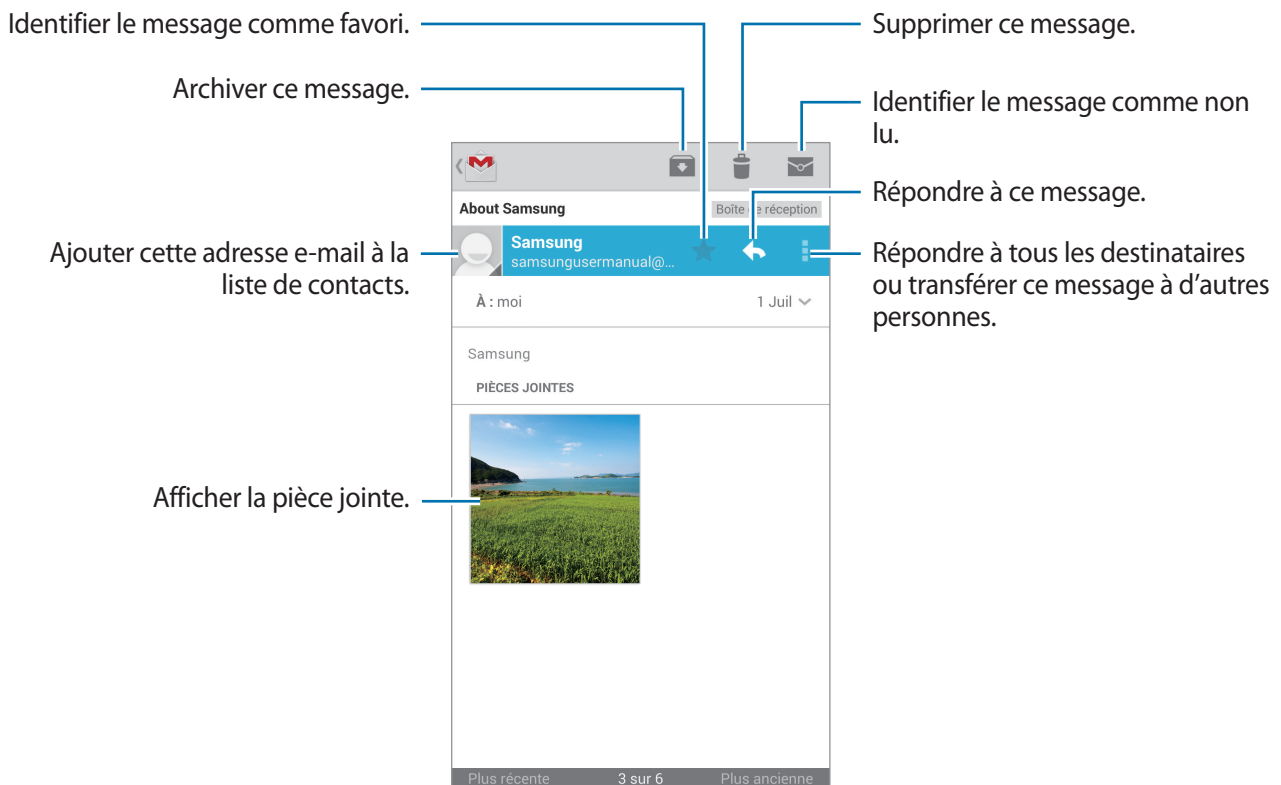 Identifier le message comme favori.
Supprimer ce message.
Archiver ce message.
Identifier le message comme non
lu.
Répondre à ce message.
About Samsung
Boîte de réception
Ajouter cette adresse e-mail à la
liste de contacts.
Samsung
samsungusermanual@...
Répondre à tous les destinataires
ou transférer ce message à d'autres
personnes.
À : moi
1 Juil
Samsung
PIÈCES JOINTES
Afficher la pièce jointe.
Plus récente
3 sur 6
Plus ancienne